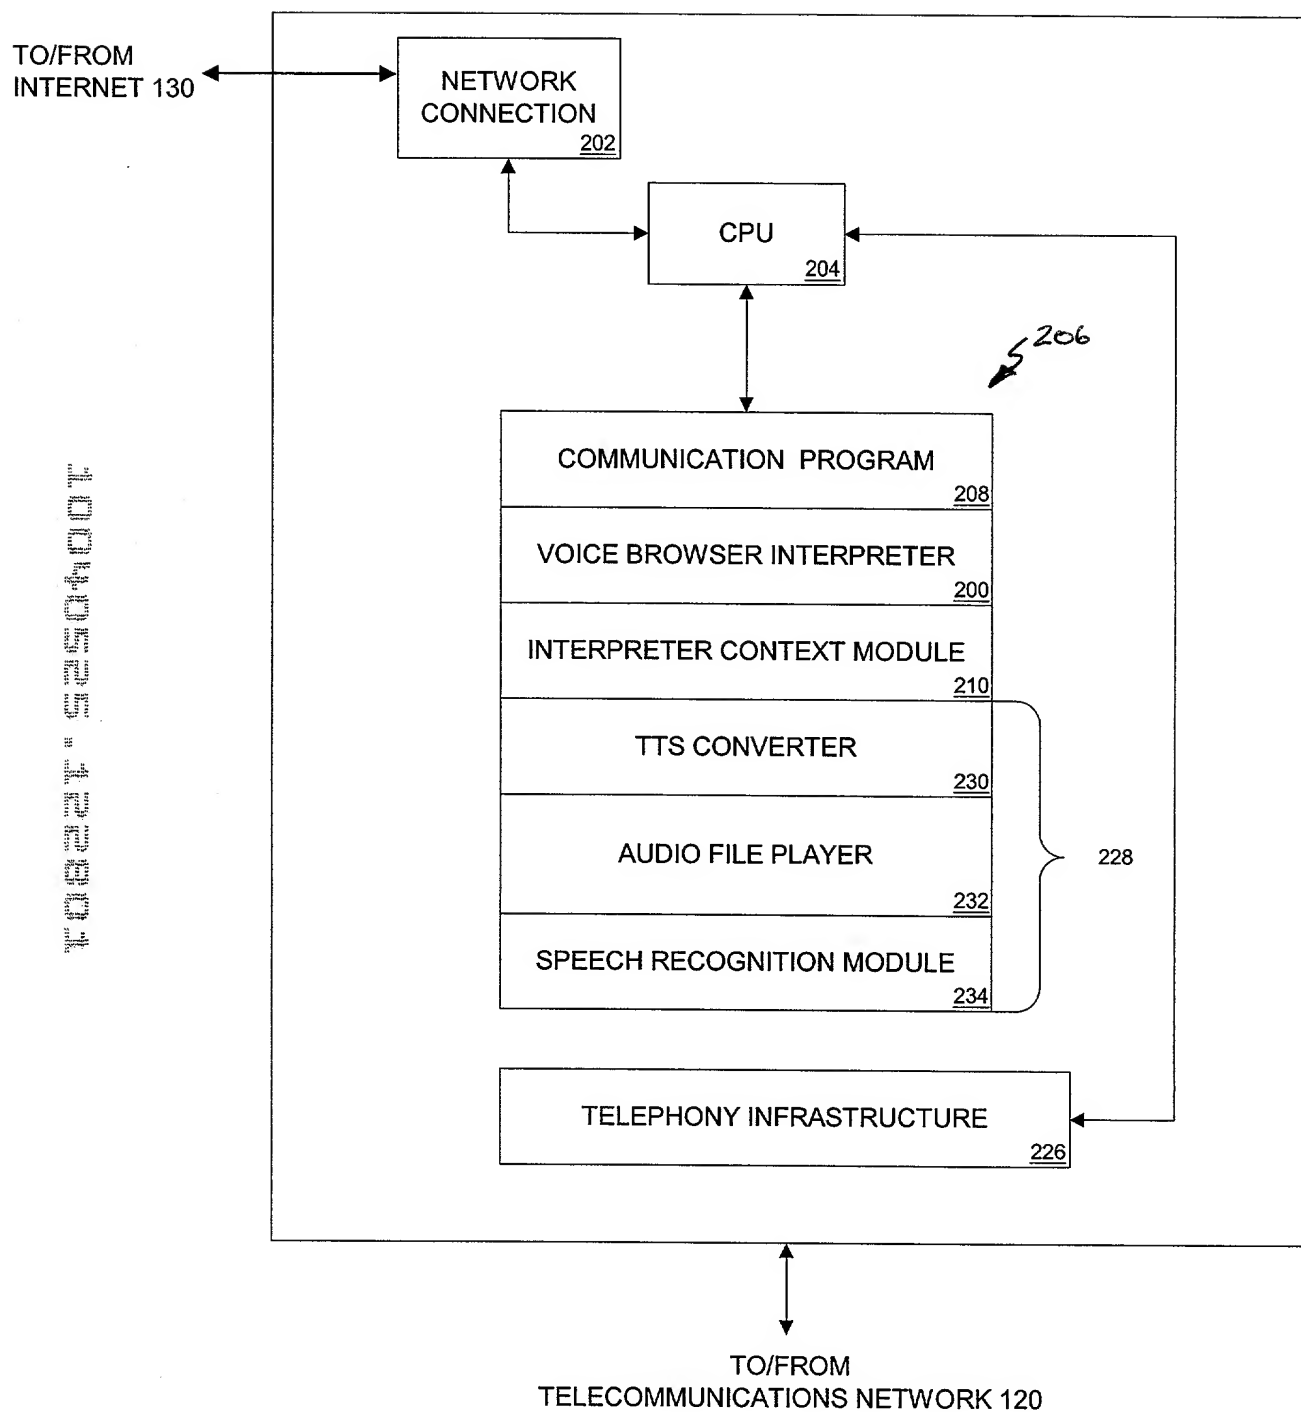 TO/FROM
INTERNET 130
NETWORK
CONNECTION
202
CPU
204
206
COMMUNICATION PROGRAM
208
VOICE BROWSER INTERPRETER
200
INTERPRETER CONTEXT MODULE
210
TTS CONVERTER
230
AUDIO FILE PLAYER
232
228
SPEECH RECOGNITION MODULE
234
TELEPHONY INFRASTRUCTURE
226
TO/FROM
TELECOMMUNICATIONS NETWORK 120
10040525.122801